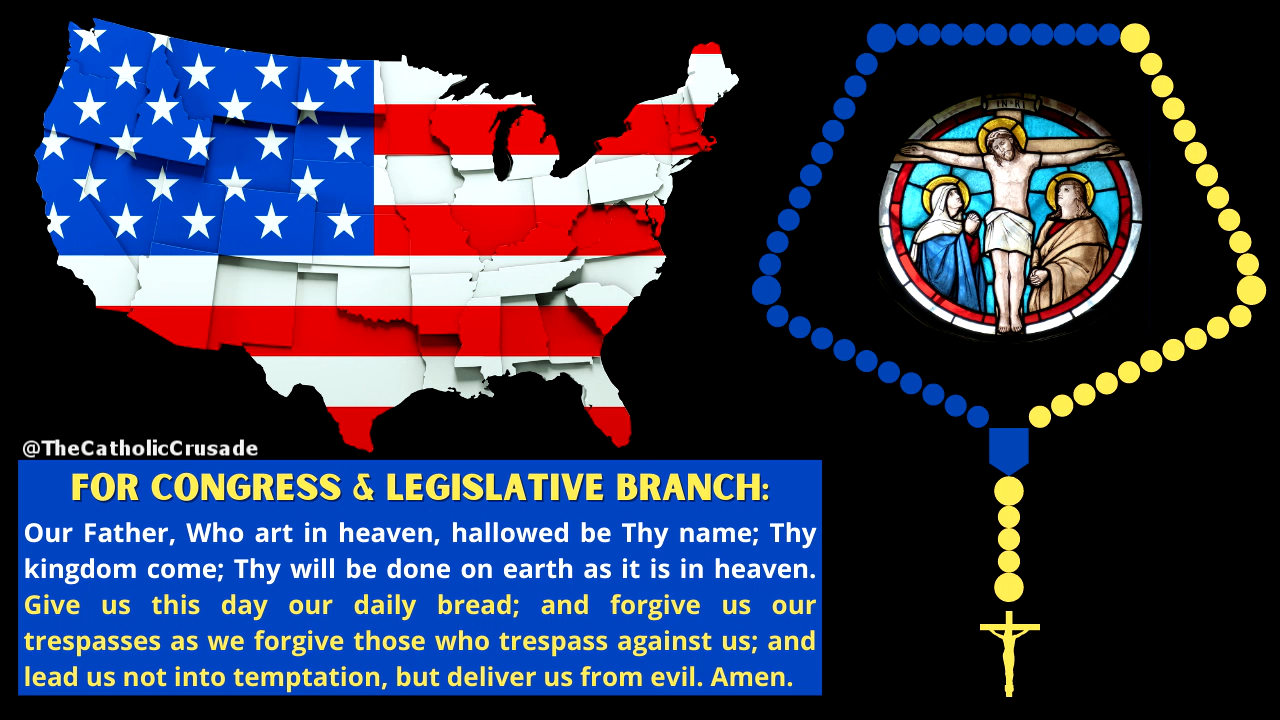 IN·RI
@TheCatholicCrusade
FOR CONGRESS & LEGISLATIVE BRANCH:
Our Father, Who art in heaven, hallowed be Thy name; Thy
kingdom come; Thy will be done on earth as it is in heaven.
Give us this day our daily bread; and forgive us our
trespasses as we forgive those who trespass against us; and
lead us not into temptation, but deliver us from evil. Amen.